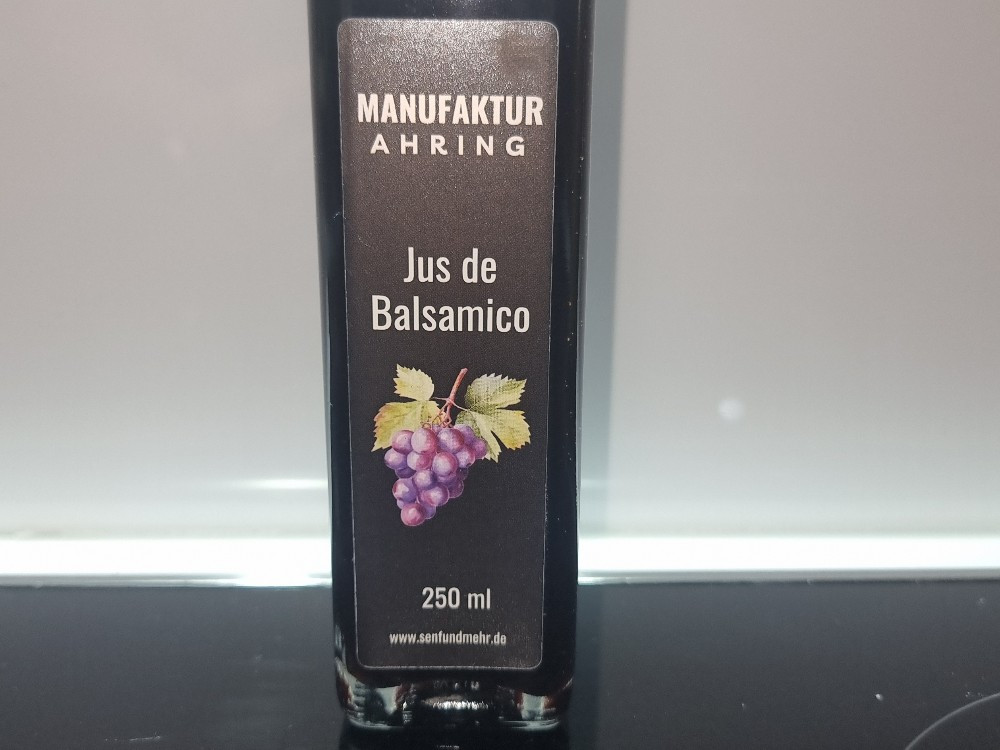 MANUFAKTUR
AHRING
Jus de
Balsamico
250 ml
www.senfundmehr.de